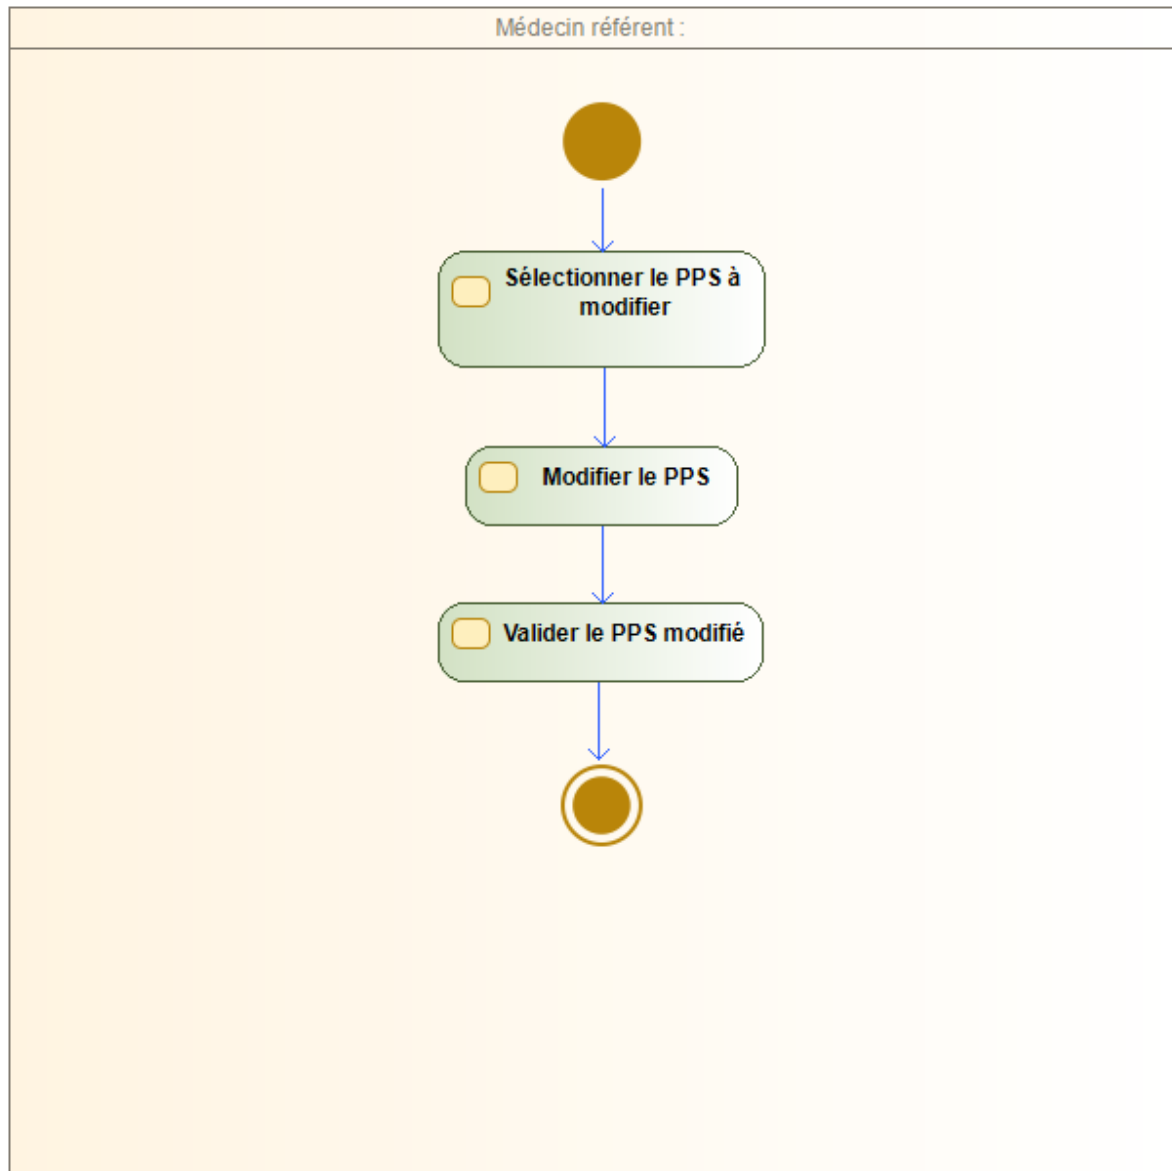 Médecin référent :
Sélectionner le PPS à
modifier
Modifier le PPS
Valider le PPS modifié